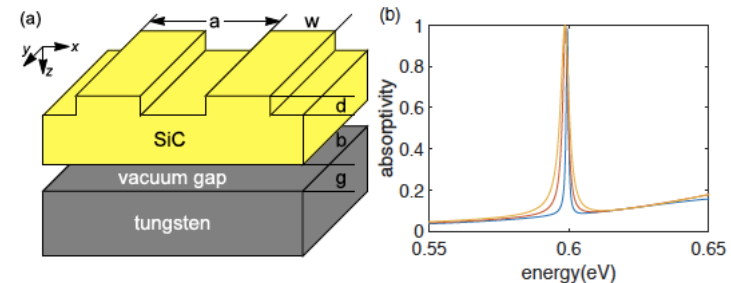 (a)
a
w
y
x
z
d
SiC
b
vacuum gap
g
tungsten
(b)
1
0.8
0.6
0.4
0.2
0
absorptivity
0.55
0.6
0.65
energy(eV)